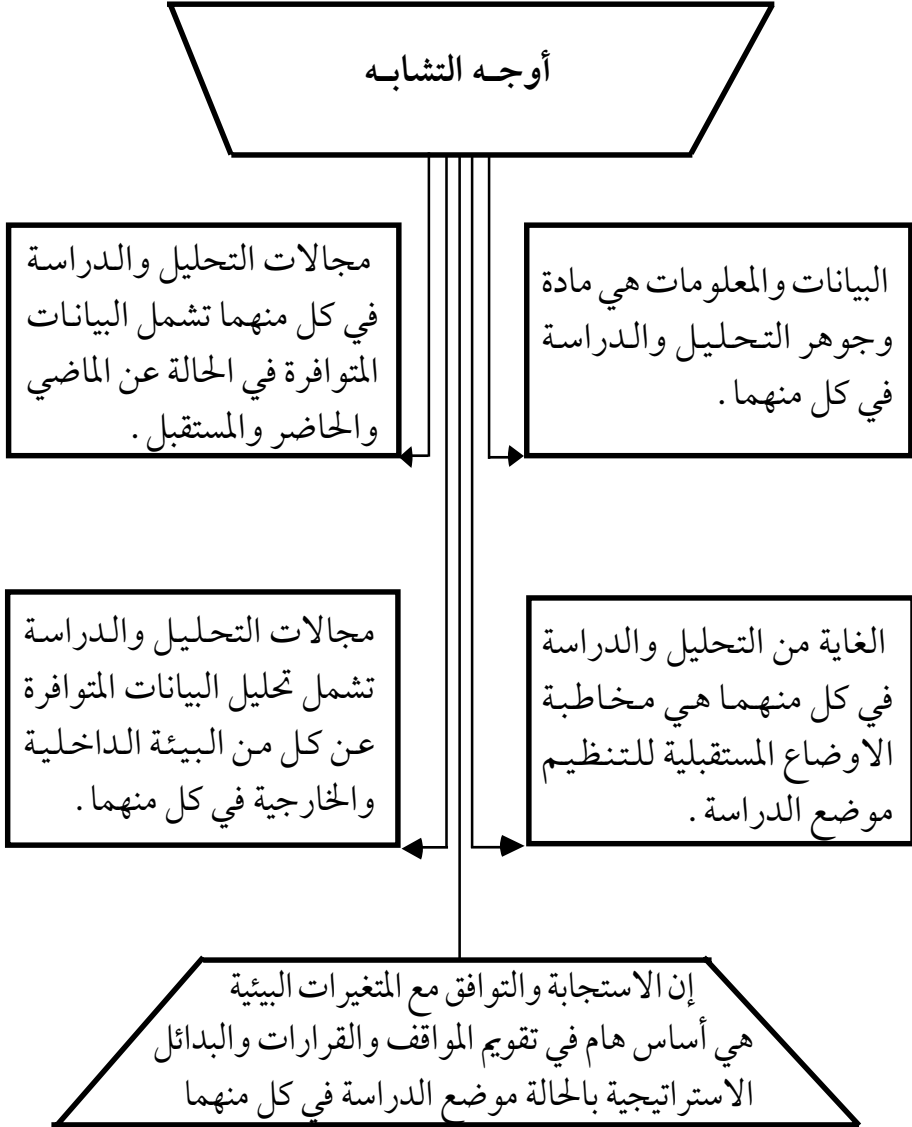 أوجه التشابه
البيانات والمعلومات هي مادة
وجوهر التحليل والدراسة
في كل منهما .
مجالات التحليل والدراسة
في كل منهما تشمل البيانات
المتوافرة في الحالة عن الماضي
والحاضر والمستقبل .
الغاية من التحليل والدراسة
في كل منهما هي مخاطبة
الاوضاع المستقبلية للتنظيم
موضع الدراسة .
مجالات التحليل والدراسة
تشمل تحليل البيانات المتوافرة
عن كل من البيئة الداخلية
والخارجية في كل منهما .
إن الاستجابة والتوافق مع المتغيرات البيئية
هي أساس هام في تقويم المواقف والقرارات والبدائل
الاستراتيجية بالحالة موضع الدراسة في كل منهما